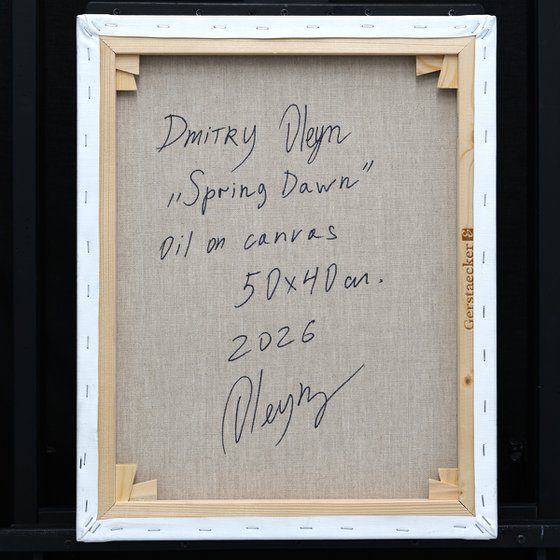 Dmitry Oleyn
„Spring Dawn"
Oil on canvas
50x40 cm.
2026
Oleyn
Gerstaecker